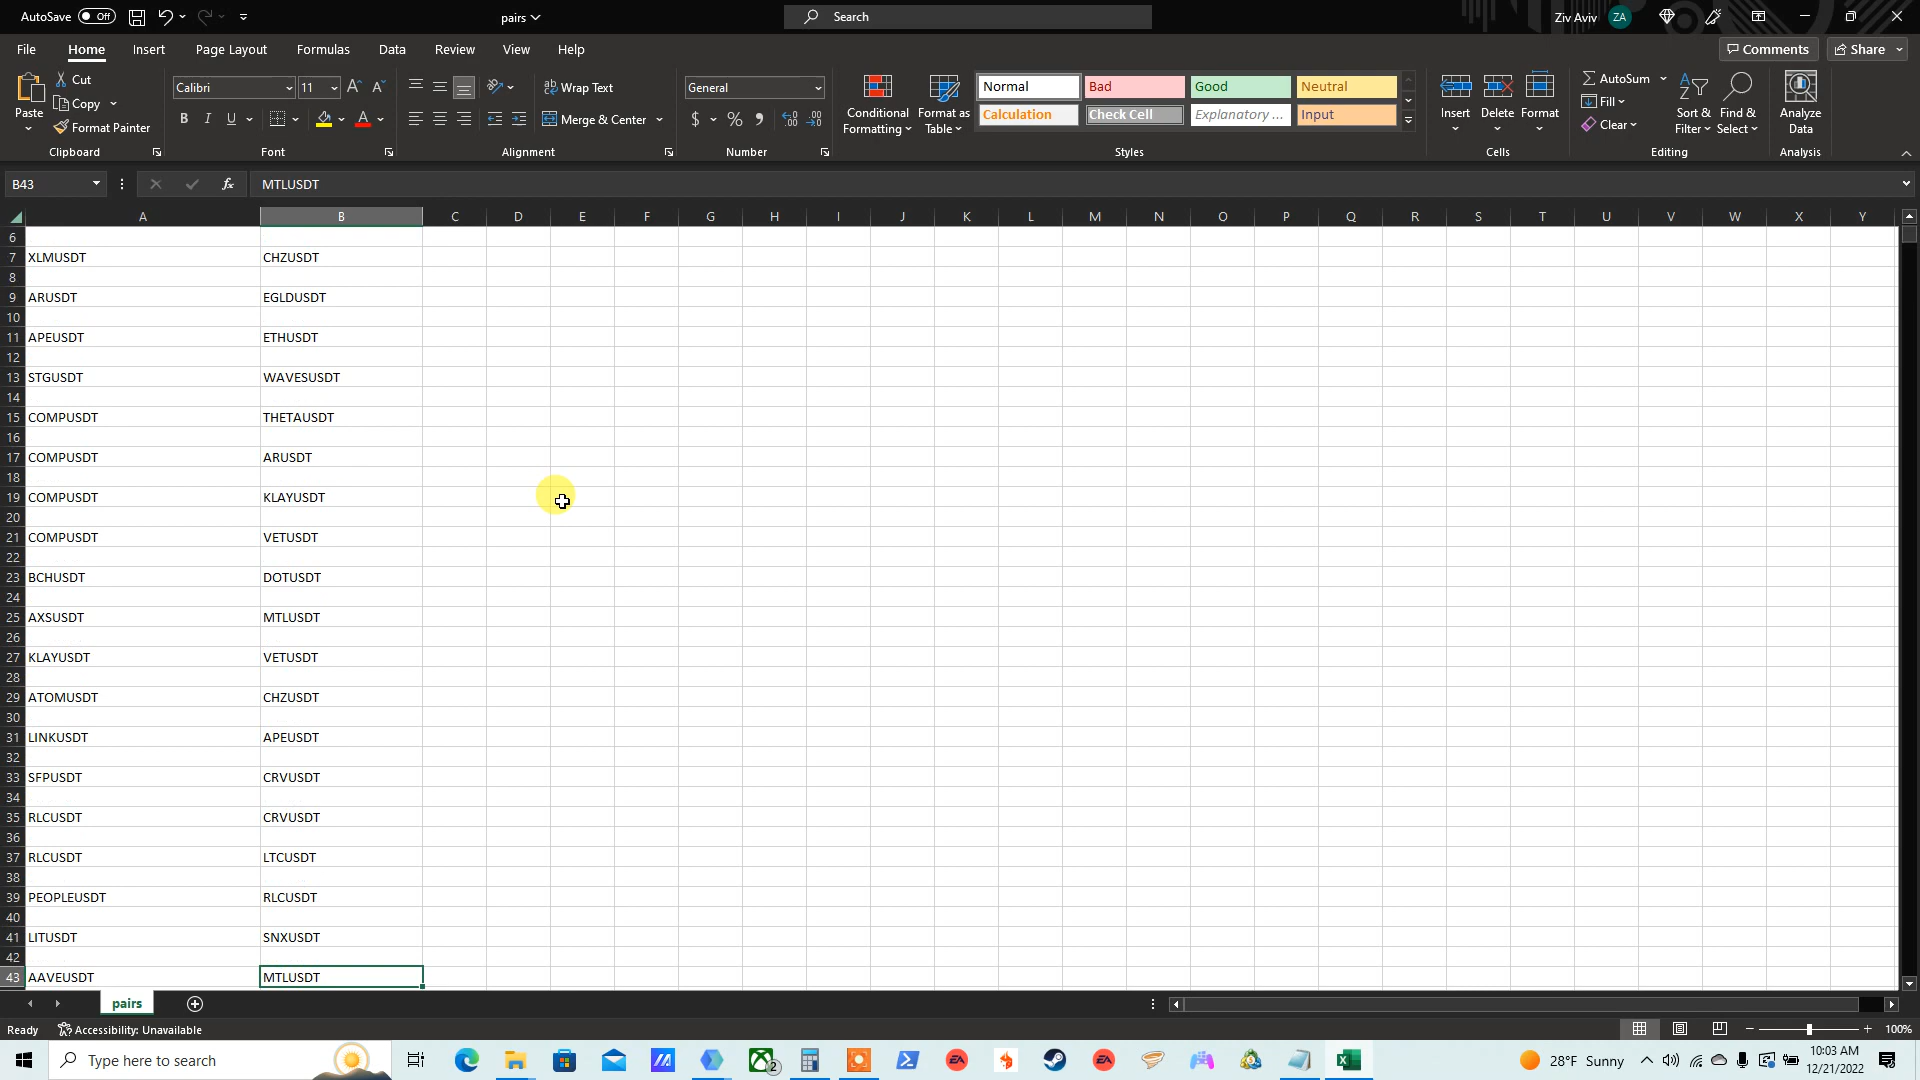 AutoSave Off pairs Search Ziv Aviv ZA
File Home Insert Page Layout Formulas Data Review View Help Comments Share
Paste Cut Copy Format Painter Clipboard
Calibri 11 B I U A Font
Wrap Text Merge & Center Alignment
General $ % Number
Conditional Formatting Format as Table
Normal Bad Good Neutral
Calculation Check Cell Explanatory ... Input
Styles
Insert Delete Format Cells
AutoSum Fill Clear Sort & Filter Find & Select Editing
Analyze Data Analysis
B43 fx MTLUSDT
A B C D E F G H I J K L M N O P Q R S T U V W X Y
6
7 XLMUSDT CHZUSDT
8
9 ARUSDT EGLDUSDT
10
11 APEUSDT ETHUSDT
12
13 STGUSDT WAVESUSDT
14
15 COMPUSDT THETAUSDT
16
17 COMPUSDT ARUSDT
18
19 COMPUSDT KLAYUSDT
20
21 COMPUSDT VETUSDT
22
23 BCHUSDT DOTUSDT
24
25 AXSUSDT MTLUSDT
26
27 KLAYUSDT VETUSDT
28
29 ATOMUSDT CHZUSDT
30
31 LINKUSDT APEUSDT
32
33 SFPUSDT CRVUSDT
34
35 RLCUSDT CRVUSDT
36
37 RLCUSDT LTCUSDT
38
39 PEOPLEUSDT RLCUSDT
40
41 LITUSDT SNXUSDT
42
43 AAVEUSDT MTLUSDT
pairs
Ready Accessibility: Unavailable 100%
Type here to search 2 EA EA 28°F Sunny 10:03 AM
12/21/2022